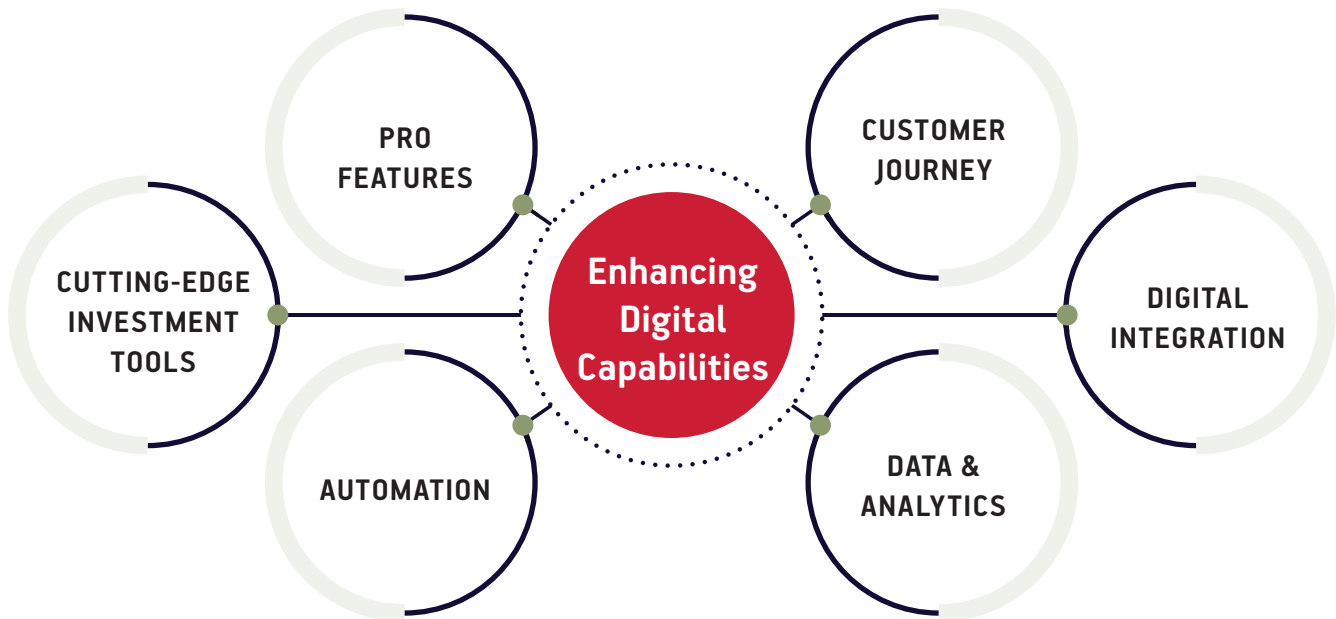 PRO
FEATURES
CUSTOMER
JOURNEY
CUTTING-EDGE
INVESTMENT
TOOLS
Enhancing
Digital
Capabilities
DIGITAL
INTEGRATION
AUTOMATION
DATA &
ANALYTICS